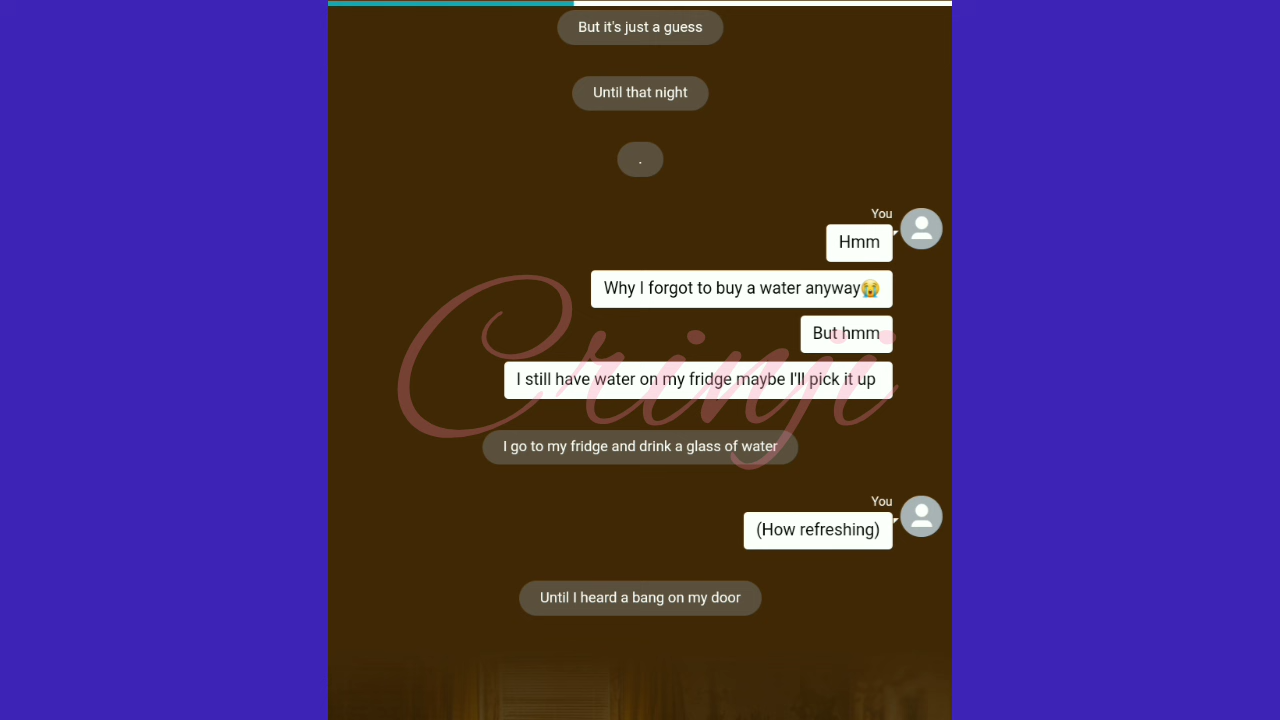 But it's just a guess
Until that night
.
You
Hmm
Why I forgot to buy a water anyway😭
But hmm
I still have water on my fridge maybe I'll pick it up
Crinji
I go to my fridge and drink a glass of water
You
(How refreshing)
Until I heard a bang on my door